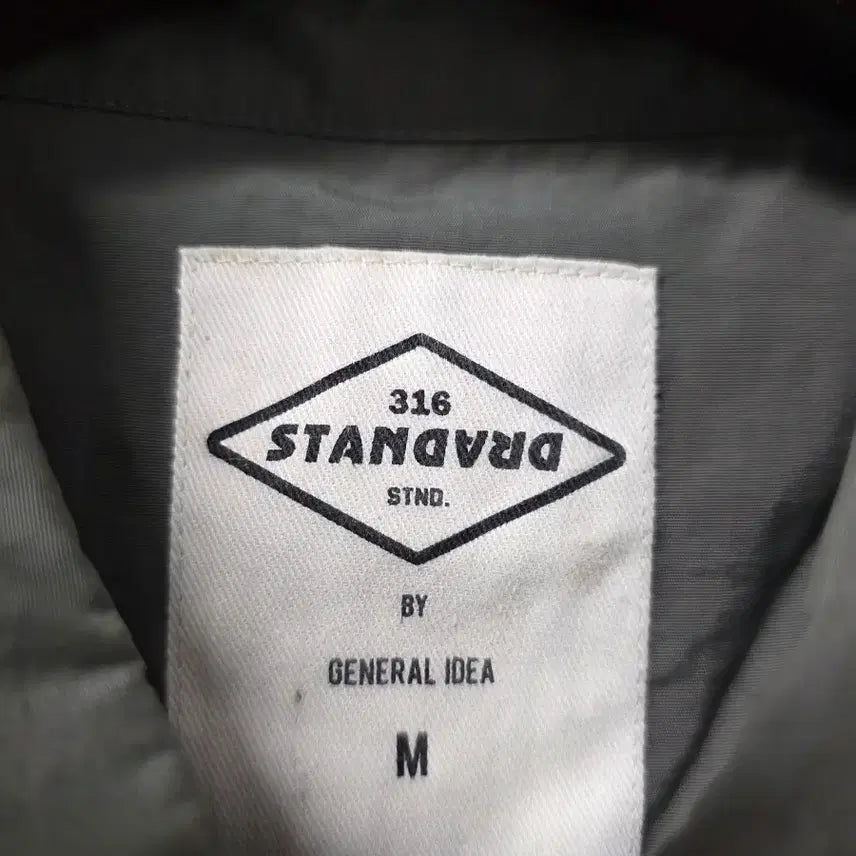 316
STANDARD
STND.
BY
GENERAL IDEA
M